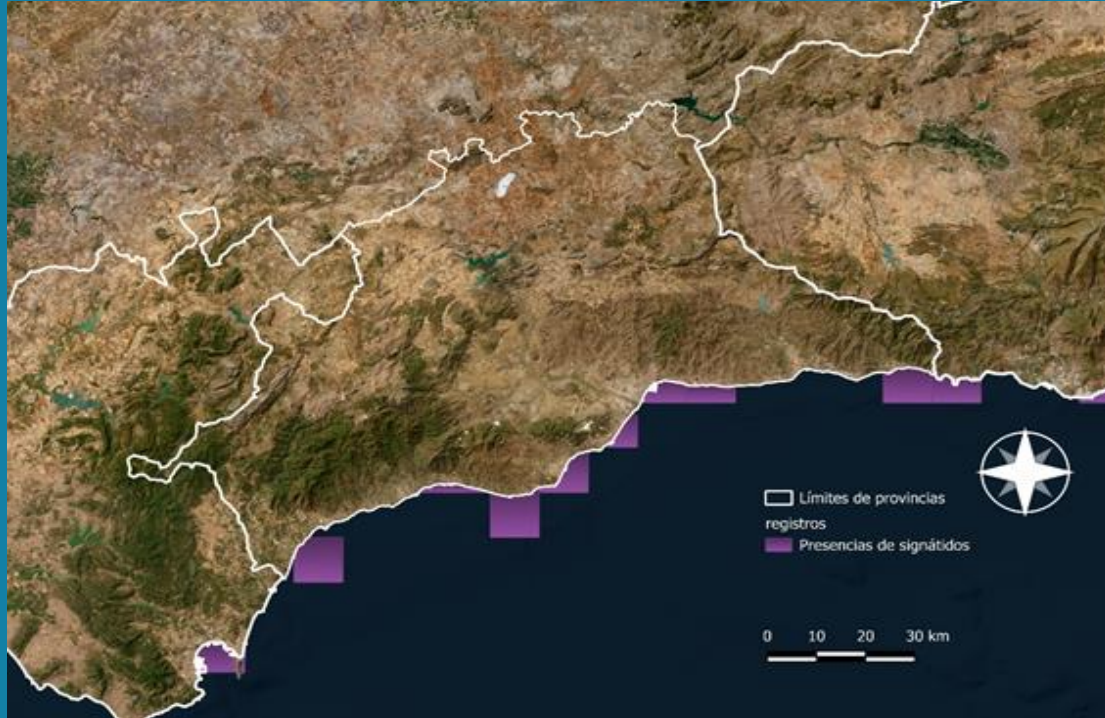 Límites de provincias
registros
Presencias de signátidos
0 10 20 30 km